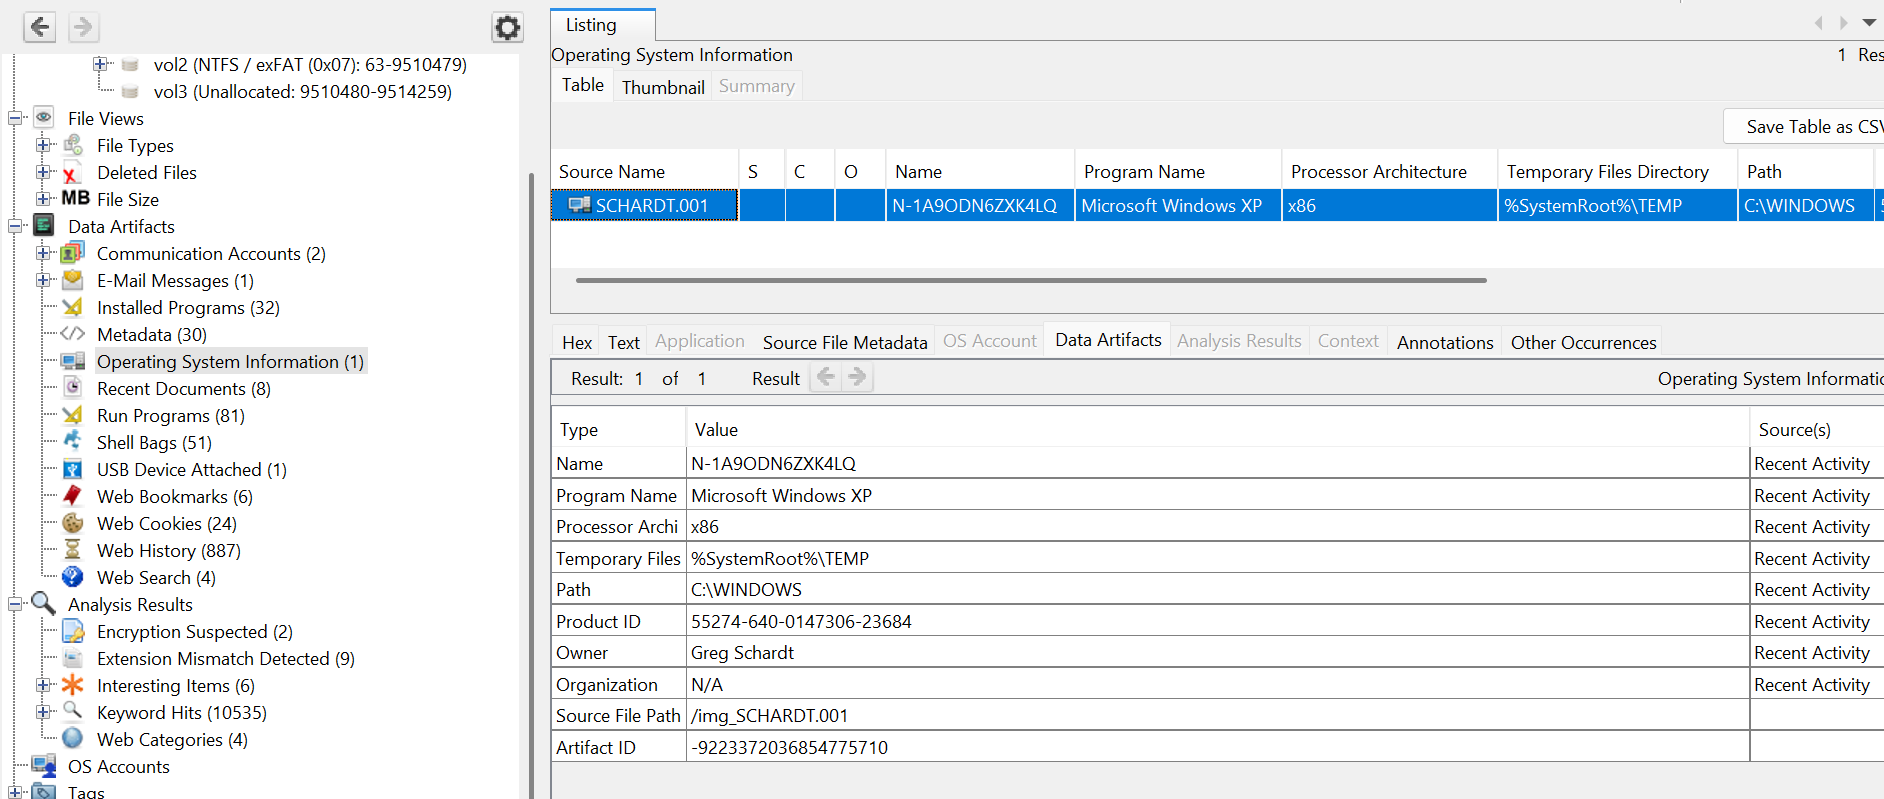 vol2 (NTFS / exFAT (0x07): 63-9510479)
vol3 (Unallocated: 9510480-9514259)
File Views
File Types
Deleted Files
MB File Size
Data Artifacts
Communication Accounts (2)
E-Mail Messages (1)
Installed Programs (32)
Metadata (30)
Operating System Information (1)
Recent Documents (8)
Run Programs (81)
Shell Bags (51)
USB Device Attached (1)
Web Bookmarks (6)
Web Cookies (24)
Web History (887)
Web Search (4)
Analysis Results
Encryption Suspected (2)
Extension Mismatch Detected (9)
Interesting Items (6)
Keyword Hits (10535)
Web Categories (4)
OS Accounts
Tags
Listing
Operating System Information 1 Res
Table Thumbnail Summary
Save Table as CSV
Source Name S C O Name Program Name Processor Architecture Temporary Files Directory Path
SCHARDT.001 N-1A9ODN6ZXK4LQ Microsoft Windows XP x86 %SystemRoot%\TEMP C:\WINDOWS 5
Hex Text Application Source File Metadata OS Account Data Artifacts Analysis Results Context Annotations Other Occurrences
Result: 1 of 1 Result Operating System Informatio
Type Value Source(s)
Name N-1A9ODN6ZXK4LQ Recent Activity
Program Name Microsoft Windows XP Recent Activity
Processor Archi x86 Recent Activity
Temporary Files %SystemRoot%\TEMP Recent Activity
Path C:\WINDOWS Recent Activity
Product ID 55274-640-0147306-23684 Recent Activity
Owner Greg Schardt Recent Activity
Organization N/A Recent Activity
Source File Path /img_SCHARDT.001
Artifact ID -9223372036854775710